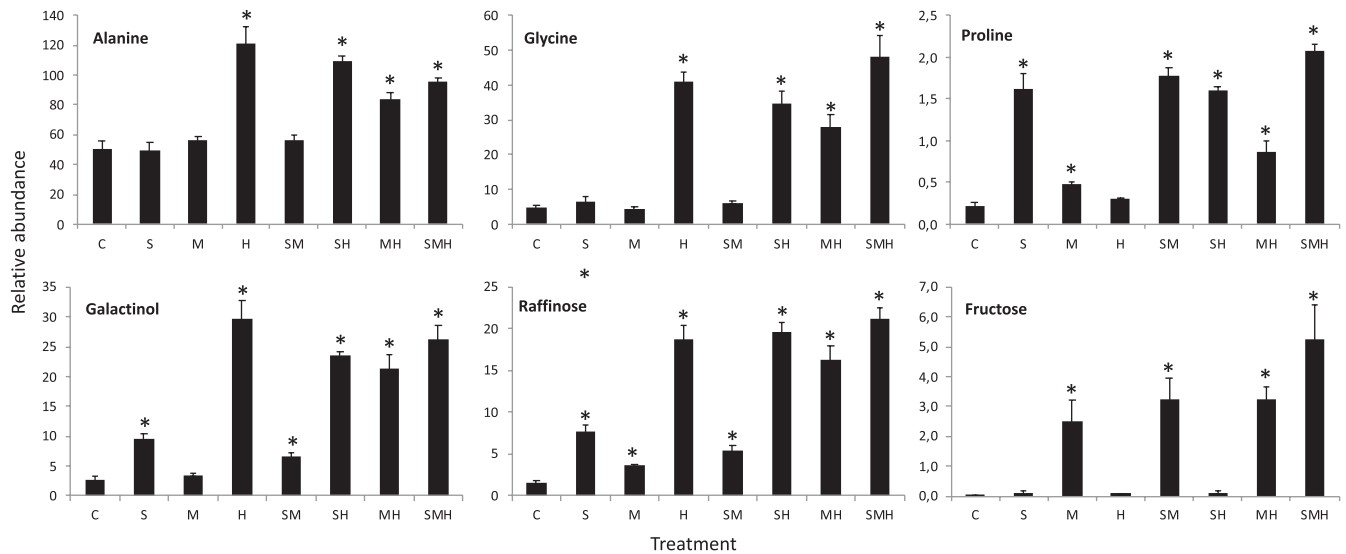 Relative abundance
Alanine
140
120
100
80
60
40
20
0
C S M H SM SH MH SMH
* * * *
Glycine
60
50
40
30
20
10
0
C S M H SM SH MH SMH
* * * *
Proline
2,5
2,0
1,5
1,0
0,5
0,0
C S M H SM SH MH SMH
* * * * * *
Galactinol
35
30
25
20
15
10
5
0
C S M H SM SH MH SMH
* * * * * *
Raffinose
25
20
15
10
5
0
C S M H SM SH MH SMH
* * * * * * * *
Fructose
7,0
6,0
5,0
4,0
3,0
2,0
1,0
0,0
C S M H SM SH MH SMH
* * * *
Treatment